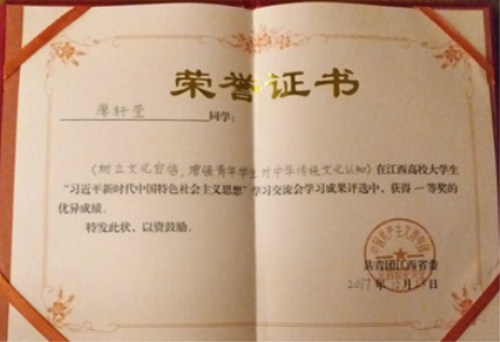 荣誉证书
廖轩莹 同学：
《树立文化自信，增强青年学生对中华传统文化认知》在江西高校大学生
“习近平新时代中国特色社会主义思想”学习交流会学习成果评选中，获得一等奖的
优异成绩。
特发此状，以资鼓励。
共青团江西省委
2017年12月